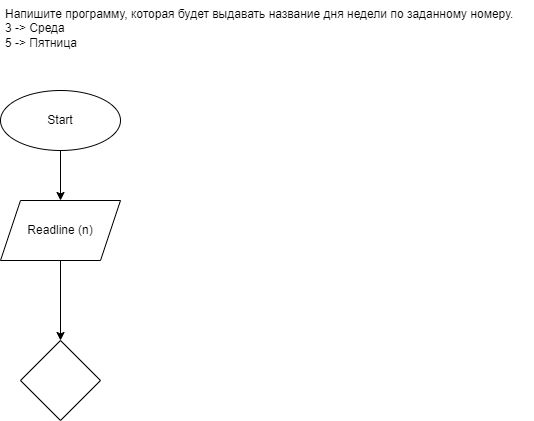 Напишите программу, которая будет выдавать название дня недели по заданному номеру.
3 -> Среда
5 -> Пятница
Start
Readline (n)